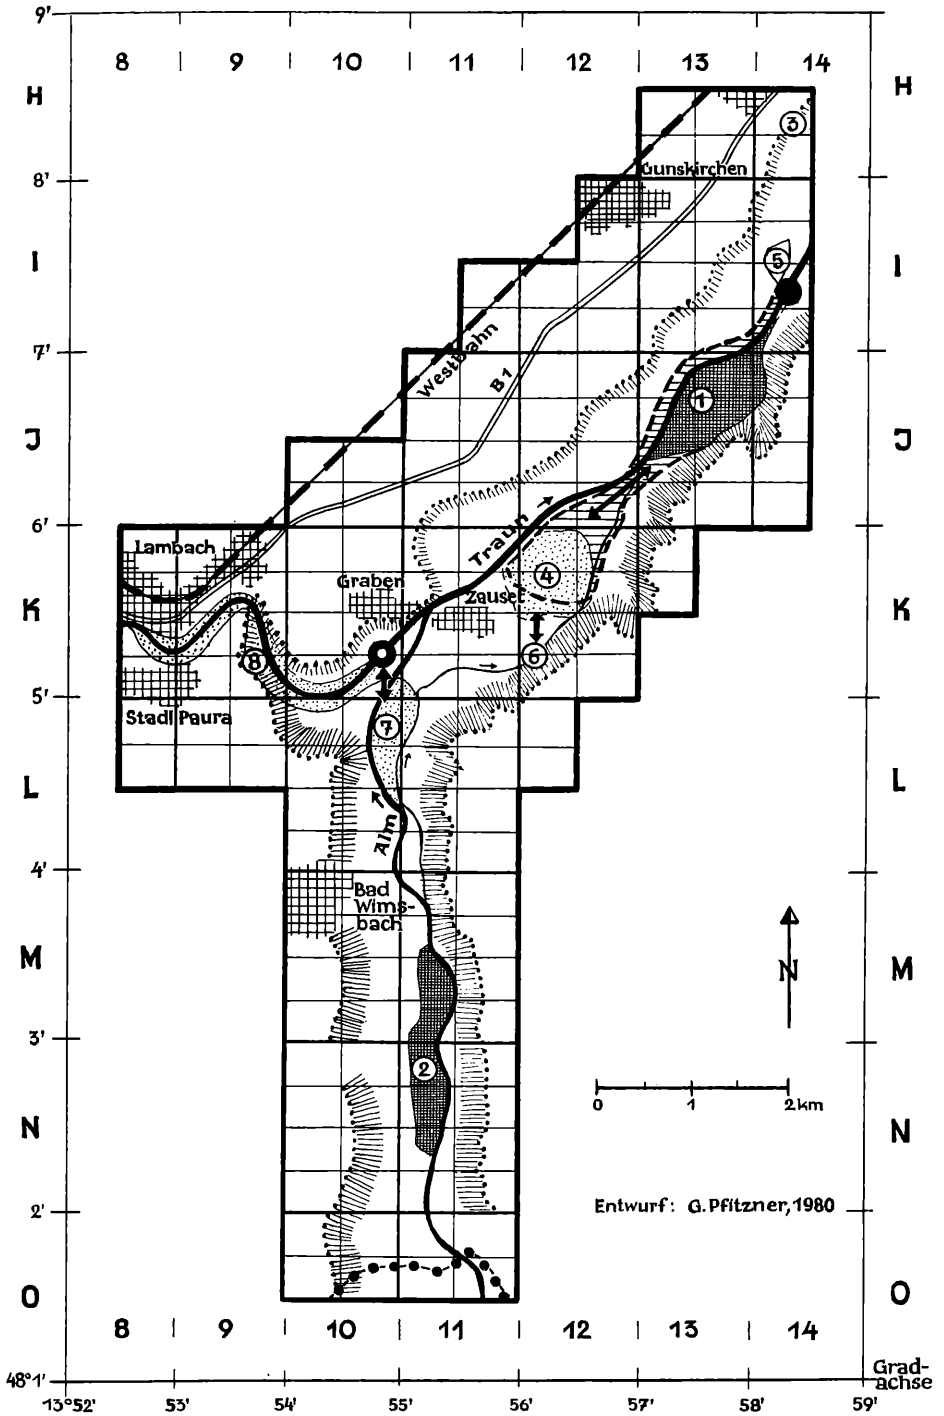 9'
8 | 9 | 10 | 11 | 12 | 13 | 14
H H
③
Gunskirchen
8'
I I
⑤
7'
Westbahn
B1
①
J J
6'
Traun
Lambach
Graben
④
Zauset
K K
⑧
⑥
5'
Stadl Paura
⑦
L L
Alm
4'
Bad
Wims-
bach
M M
N
3'
②
0 1 2km
N N
Entwurf: G. Pfitzner, 1980
2'
O O
8 | 9 | 10 | 11 | 12 | 13 | 14
48°1'
Grad-
achse
13°52' 53' 54' 55' 56' 57' 58' 59'